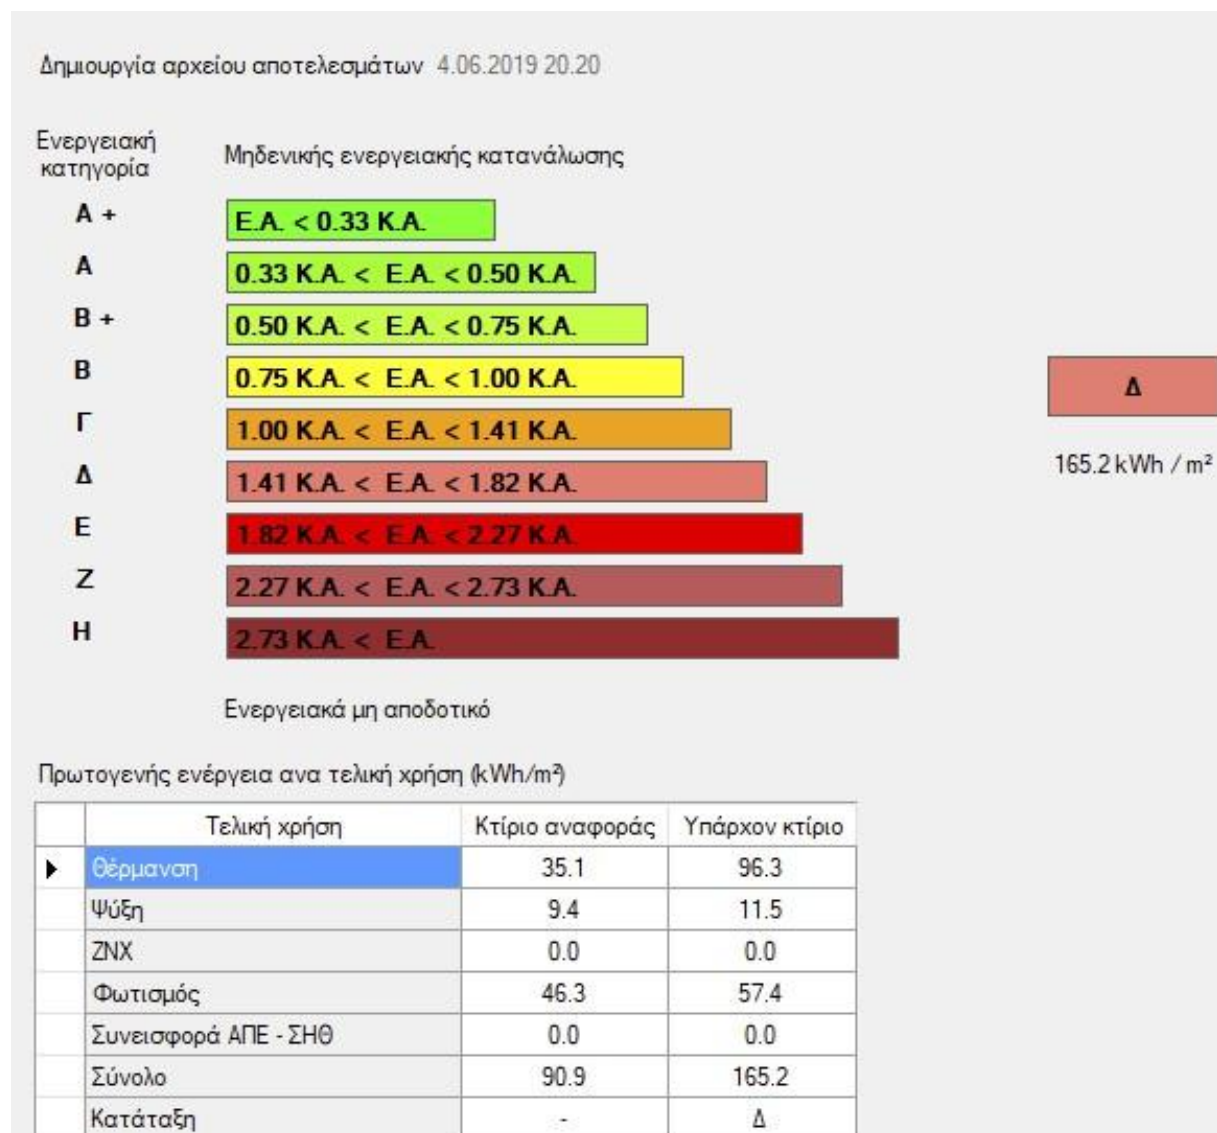 Δημιουργία αρχείου αποτελεσμάτων 4.06.2019 20.20
Ενεργειακή κατηγορία
Μηδενικής ενεργειακής κατανάλωσης
A + E.A. < 0.33 K.A.
A 0.33 K.A. < E.A. < 0.50 K.A.
B + 0.50 K.A. < E.A. < 0.75 K.A.
B 0.75 K.A. < E.A. < 1.00 K.A.
Γ 1.00 K.A. < E.A. < 1.41 K.A.
Δ 1.41 K.A. < E.A. < 1.82 K.A.
E 1.82 K.A. < E.A. < 2.27 K.A.
Z 2.27 K.A. < E.A. < 2.73 K.A.
H 2.73 K.A. < E.A.
Δ
165.2 kWh / m²
Ενεργειακά μη αποδοτικό
Πρωτογενής ενέργεια ανα τελική χρήση (kWh/m²)
Τελική χρήση Κτίριο αναφοράς Υπάρχον κτίριο
Θέρμανση 35.1 96.3
Ψύξη 9.4 11.5
ΖΝΧ 0.0 0.0
Φωτισμός 46.3 57.4
Συνεισφορά ΑΠΕ - ΣΗΘ 0.0 0.0
Σύνολο 90.9 165.2
Κατάταξη - Δ